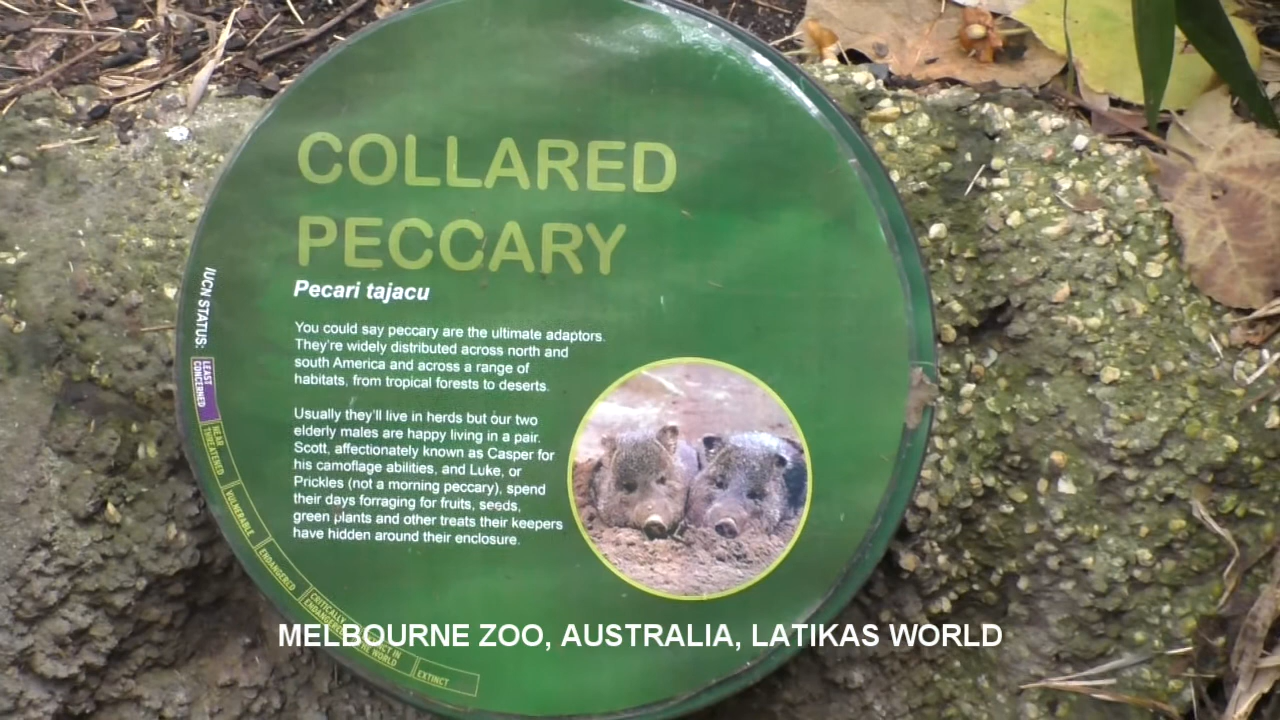 COLLARED
PECCARY
Pecari tajacu
You could say peccary are the ultimate adaptors.
They're widely distributed across north and
south America and across a range of
habitats, from tropical forests to deserts.
Usually they'll live in herds but our two
elderly males are happy living in a pair.
Scott, affectionately known as Casper for
his camoflage abilities, and Luke, or
Prickles (not a morning peccary), spend
their days forraging for fruits, seeds,
green plants and other treats their keepers
have hidden around their enclosure.
IUCN STATUS:
LEAST
CONCERNED
NEAR
THREATENED
VULNERABLE
ENDANGERED
CRITICALLY
ENDANGERED
IN
THE WORLD
EXTINCT
MELBOURNE ZOO, AUSTRALIA, LATIKAS WORLD